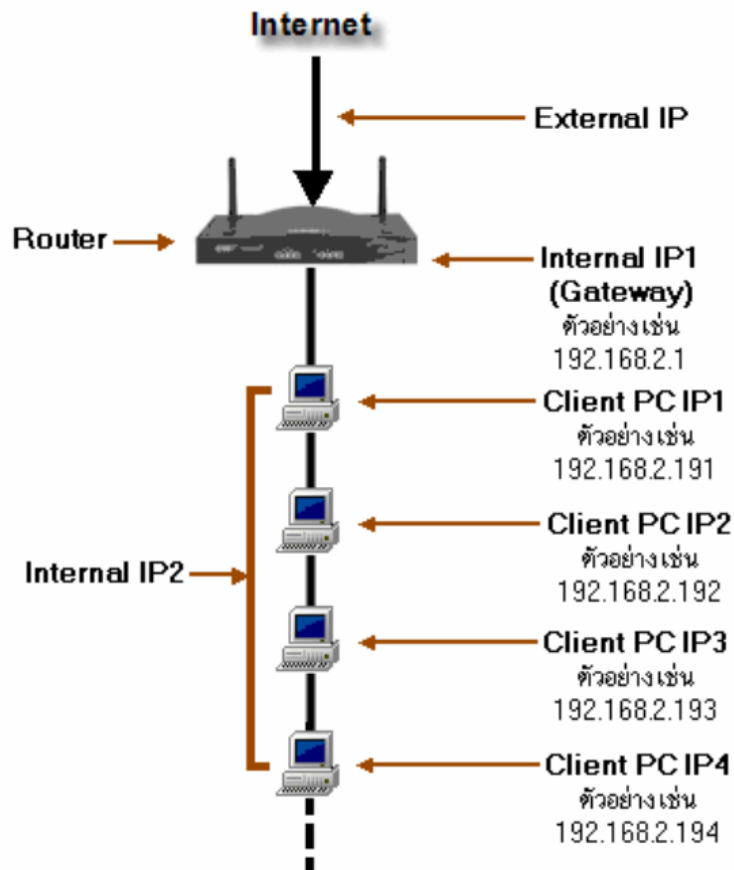 Internet
External IP
Router
Internal IP1
(Gateway)
ตัวอย่างเช่น
192.168.2.1
Client PC IP1
ตัวอย่างเช่น
192.168.2.191
Client PC IP2
ตัวอย่างเช่น
192.168.2.192
Internal IP2
Client PC IP3
ตัวอย่างเช่น
192.168.2.193
Client PC IP4
ตัวอย่างเช่น
192.168.2.194